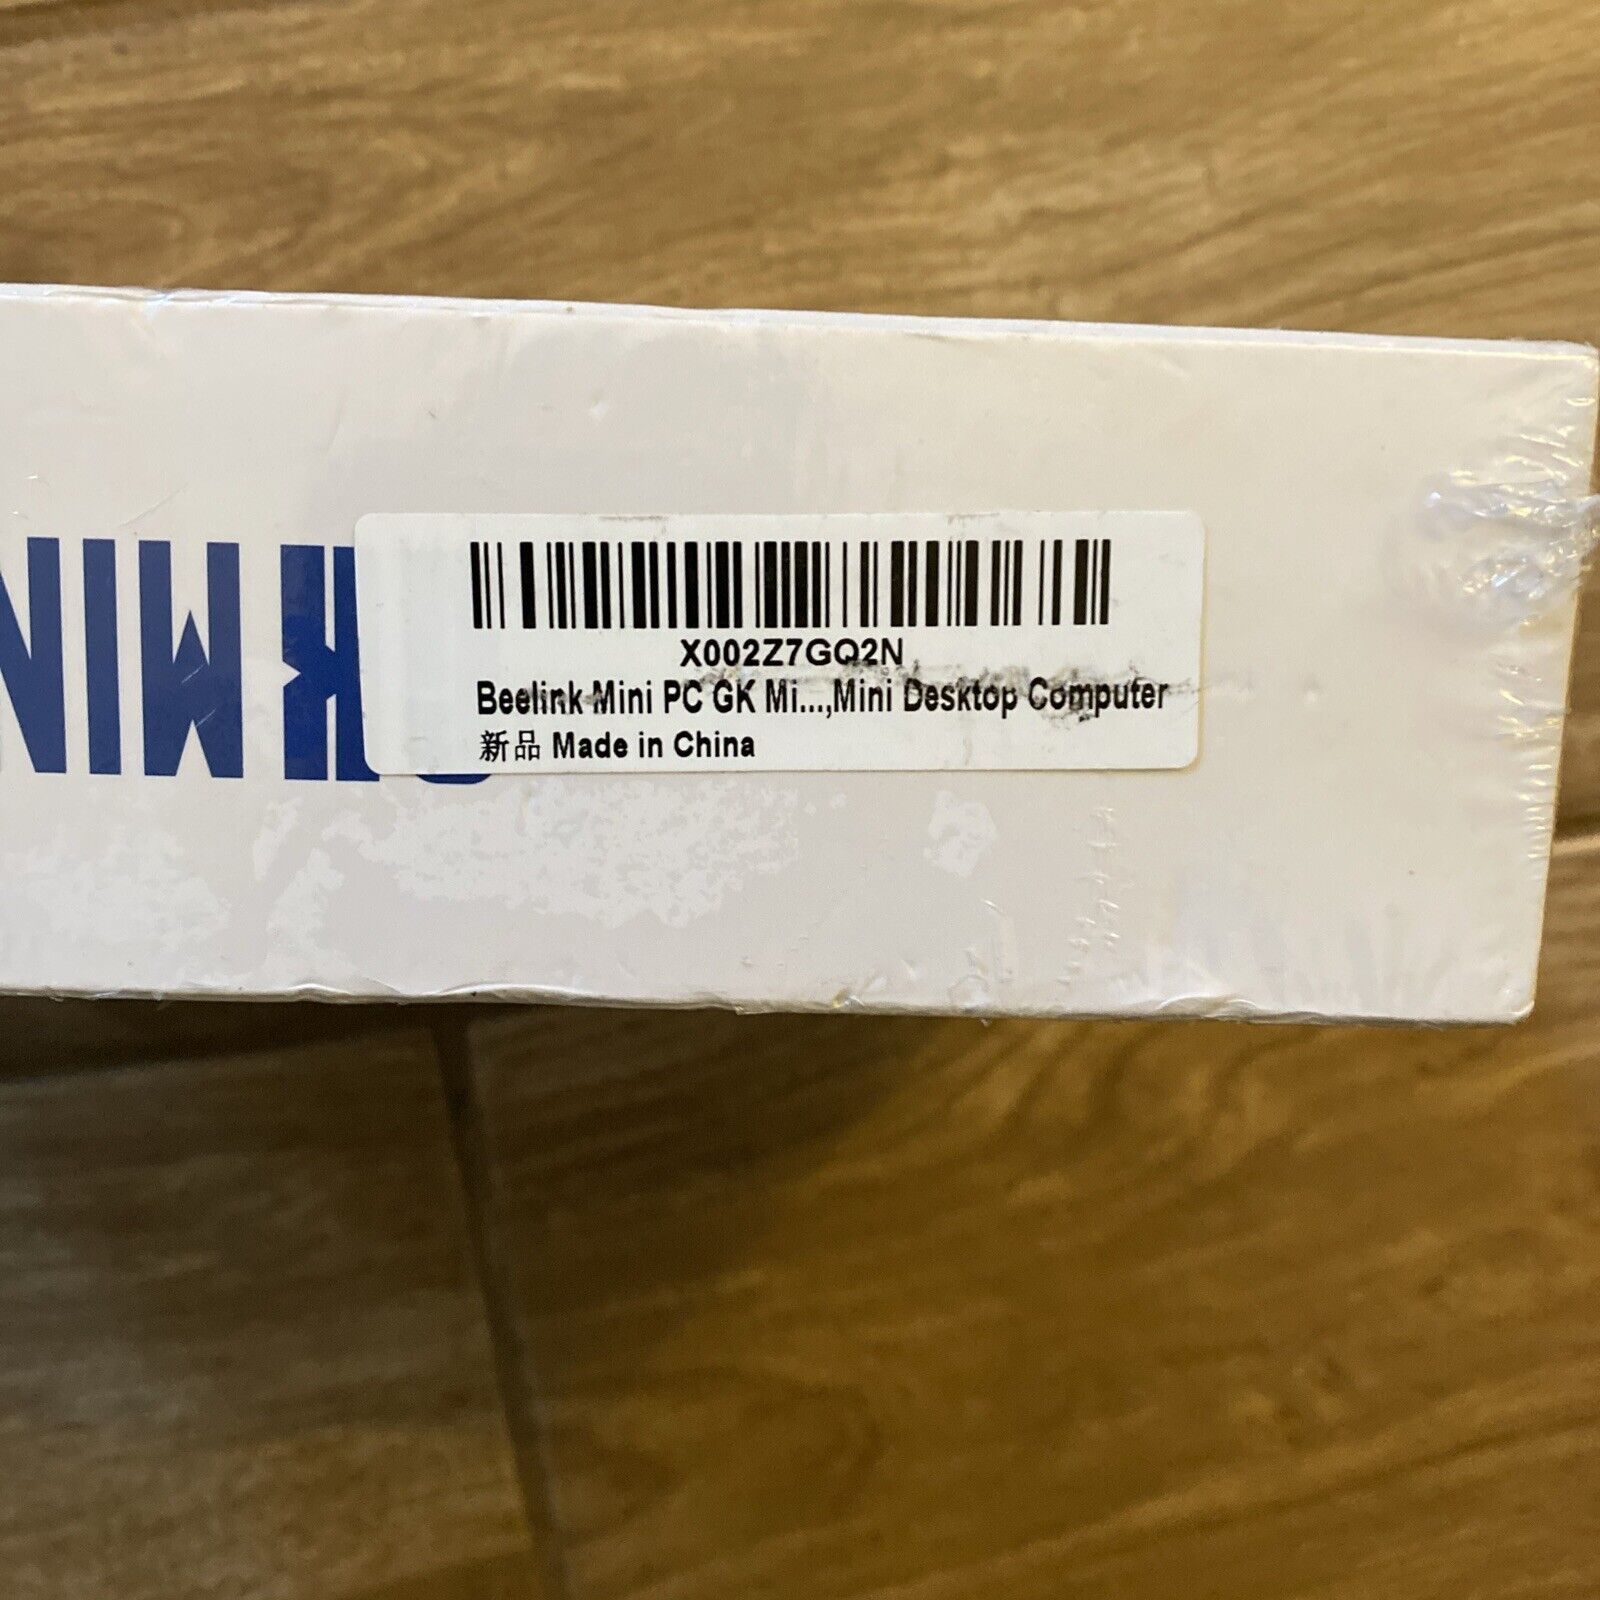 X002Z7GQ2N
Beelink Mini PC GK Mi...,Mini Desktop Computer
新品 Made in China